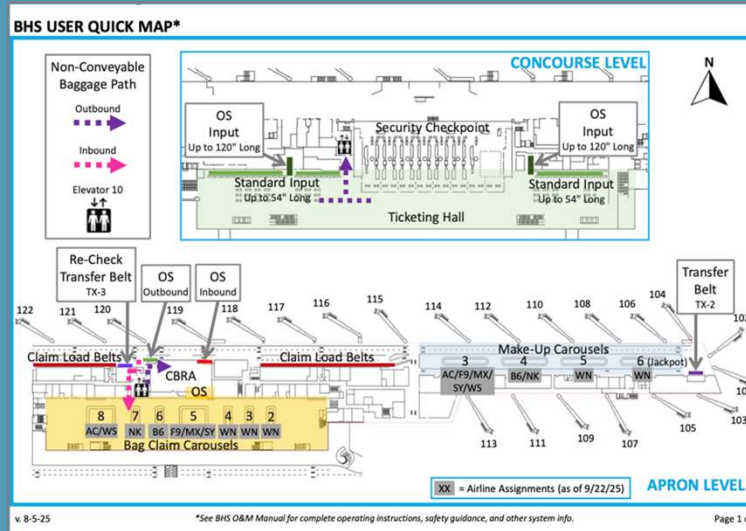 BHS USER QUICK MAP*
Non-Conveyable
Baggage Path
Outbound
Inbound
Elevator 10
CONCOURSE LEVEL
N
OS
Input
Up to 120" Long
Security Checkpoint
OS
Input
Up to 120" Long
Standard Input
Up to 54" Long
Standard Input
Up to 54" Long
Ticketing Hall
Re-Check
Transfer Belt
TX-3
OS
Outbound
OS
Inbound
Transfer
Belt
TX-2
122 121 120 119 118 117 116 115 114 112 110 108 106 104
Claim Load Belts
CBRA
Claim Load Belts
OS
Make-Up Carousels
3 4 5 6 (Jackpot)
AC/F9/MX/
SY/WS
B6/NK
WN
WN
113 111 109 107 105 103
8 7 6 5 4 3 2
AC/WS NK B6 F9/MX/SY WN WN WN
Bag Claim Carousels
XX = Airline Assignments (as of 9/22/25)
APRON LEVEL
v. 8-5-25
*See BHS O&M Manual for complete operating instructions, safety guidance, and other system info.
Page 1